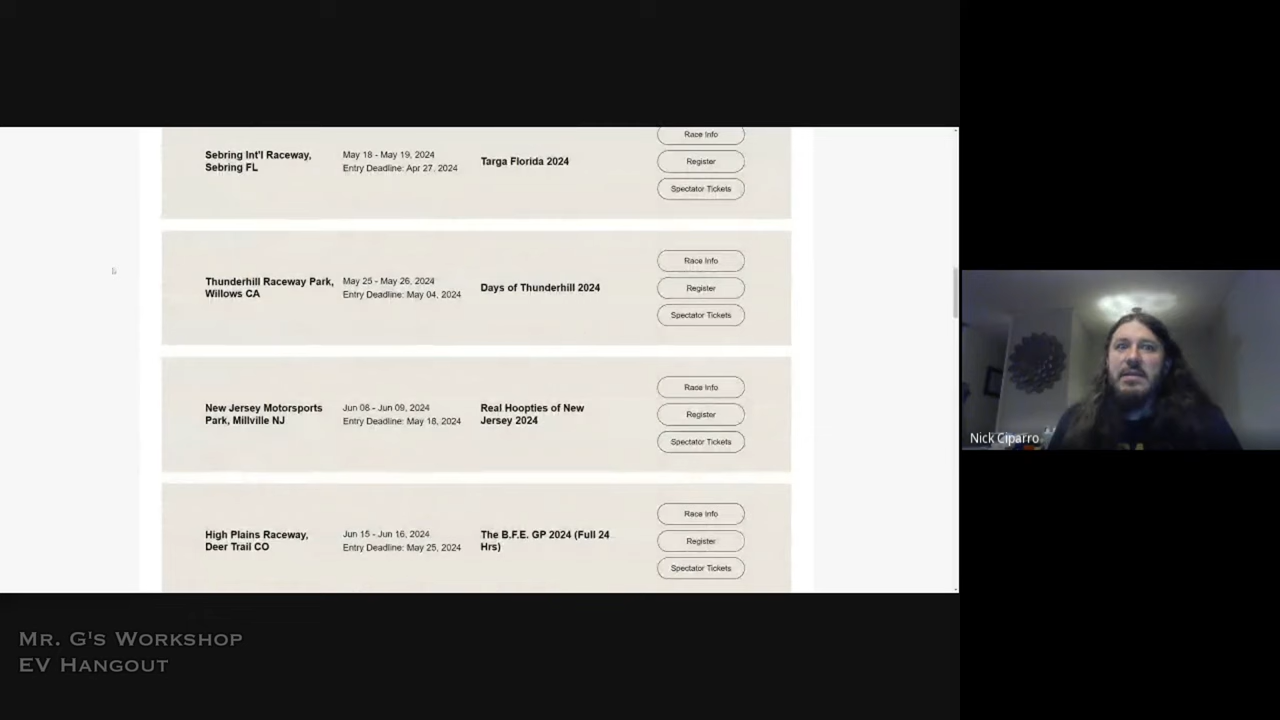 Race Info
Sebring Int'l Raceway,
Sebring FL
May 18 - May 19, 2024
Entry Deadline: Apr 27, 2024
Targa Florida 2024
Register
Spectator Tickets
Race Info
Thunderhill Raceway Park,
Willows CA
May 25 - May 26, 2024
Entry Deadline: May 04, 2024
Days of Thunderhill 2024
Register
Spectator Tickets
Race Info
New Jersey Motorsports
Park, Millville NJ
Jun 08 - Jun 09, 2024
Entry Deadline: May 18, 2024
Real Hoopties of New
Jersey 2024
Register
Spectator Tickets
Race Info
High Plains Raceway,
Deer Trail CO
Jun 15 - Jun 16, 2024
Entry Deadline: May 25, 2024
The B.F.E. GP 2024 (Full 24
Hrs)
Register
Spectator Tickets
Nick Ciparro
Mr. G's Workshop
EV Hangout